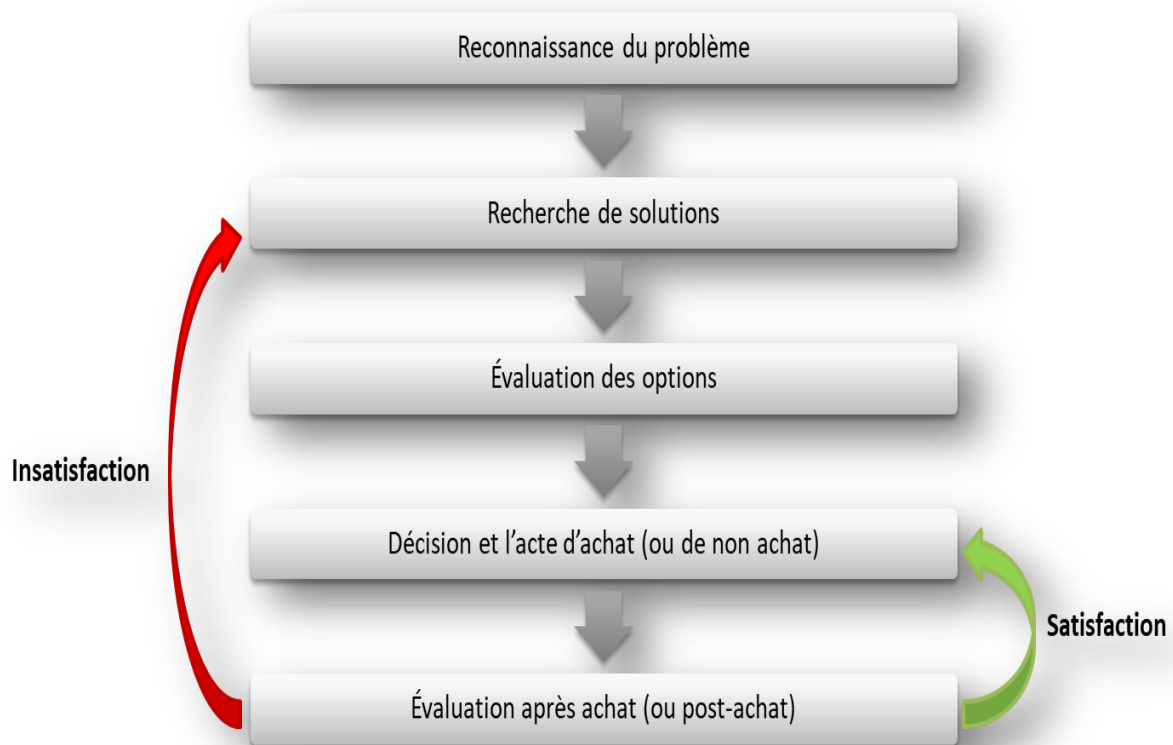 Reconnaissance du problème
Recherche de solutions
Évaluation des options
Insatisfaction
Décision et l’acte d’achat (ou de non achat)
Satisfaction
Évaluation après achat (ou post-achat)